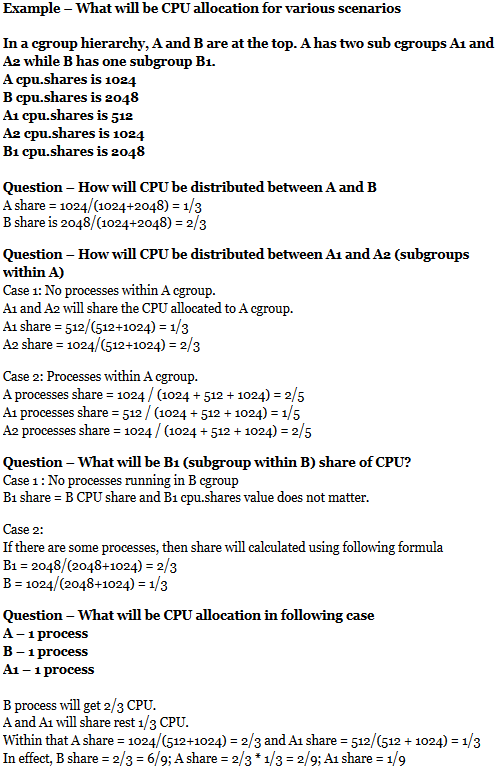 Example – What will be CPU allocation for various scenarios
In a cgroup hierarchy, A and B are at the top. A has two sub cgroups A1 and
A2 while B has one subgroup B1.
A cpu.shares is 1024
B cpu.shares is 2048
A1 cpu.shares is 512
A2 cpu.shares is 1024
B1 cpu.shares is 2048
Question – How will CPU be distributed between A and B
A share = 1024/(1024+2048) = 1/3
B share is 2048/(1024+2048) = 2/3
Question – How will CPU be distributed between A1 and A2 (subgroups
within A)
Case 1: No processes within A cgroup.
A1 and A2 will share the CPU allocated to A cgroup.
A1 share = 512/(512+1024) = 1/3
A2 share = 1024/(512+1024) = 2/3
Case 2: Processes within A cgroup.
A processes share = 1024 / (1024 + 512 + 1024) = 2/5
A1 processes share = 512 / (1024 + 512 + 1024) = 1/5
A2 processes share = 1024 / (1024 + 512 + 1024) = 2/5
Question – What will be B1 (subgroup within B) share of CPU?
Case 1 : No processes running in B cgroup
B1 share = B CPU share and B1 cpu.shares value does not matter.
Case 2:
If there are some processes, then share will calculated using following formula
B1 = 2048/(2048+1024) = 2/3
B = 1024/(2048+1024) = 1/3
Question – What will be CPU allocation in following case
A – 1 process
B – 1 process
A1 – 1 process
B process will get 2/3 CPU.
A and A1 will share rest 1/3 CPU.
Within that A share = 1024/(512+1024) = 2/3 and A1 share = 512/(512 + 1024) = 1/3
In effect, B share = 2/3 = 6/9; A share = 2/3 * 1/3 = 2/9; A1 share = 1/9